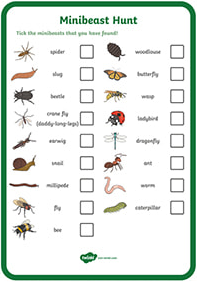 Minibeast Hunt
Tick the minibeasts that you have found!
spider
woodlouse
slug
butterfly
beetle
wasp
crane fly
(daddy-long-legs)
ladybird
earwig
dragonfly
snail
ant
millipede
worm
fly
caterpillar
bee
twinkl